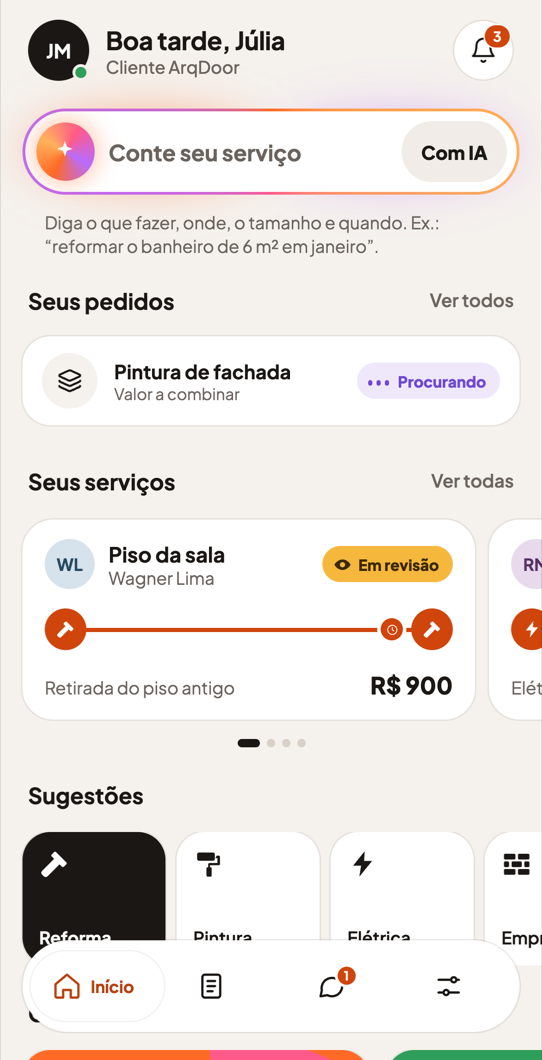 JM
Boa tarde, Júlia
Cliente ArqDoor
3
Conte seu serviço
Com IA
Diga o que fazer, onde, o tamanho e quando. Ex.:
“reformar o banheiro de 6 m² em janeiro”.
Seus pedidos
Ver todos
Pintura de fachada
Valor a combinar
Procurando
Seus serviços
Ver todas
WL
Piso da sala
Wagner Lima
Em revisão
RN
Retirada do piso antigo
R$ 900
Elét
Sugestões
Reforma
Pintura
Elétrica
Empr
Início
1